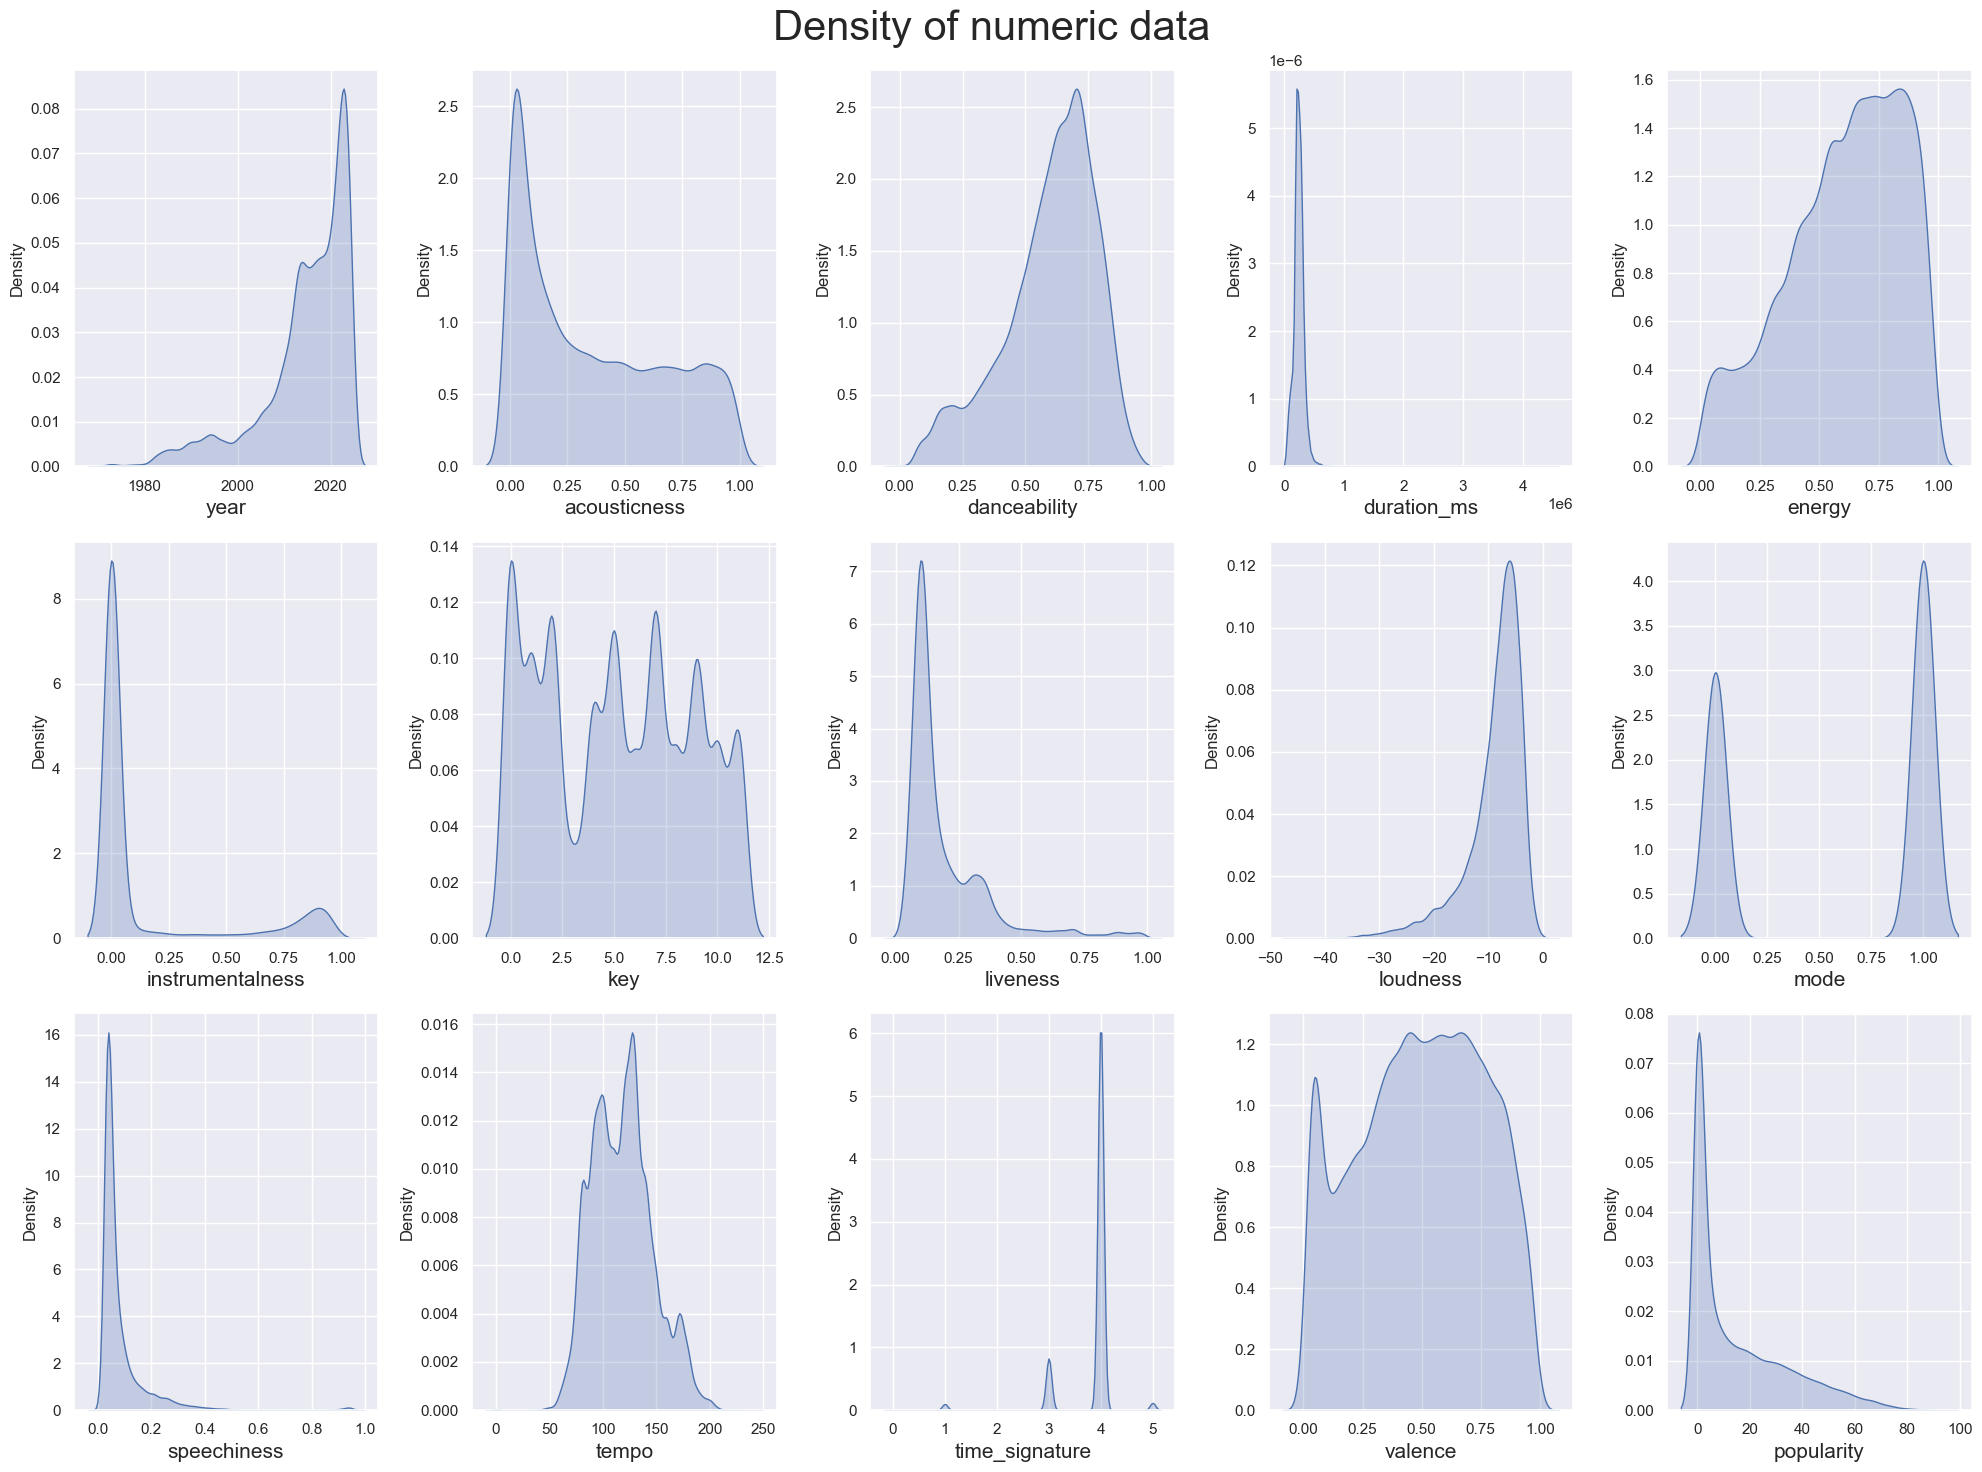 Density of numeric data
0.08
0.07
0.06
0.05
0.04
0.03
0.02
0.01
0.00
Density
1980 2000 2020
year
2.5
2.0
1.5
1.0
0.5
0.0
Density
0.00 0.25 0.50 0.75 1.00
acousticness
2.5
2.0
1.5
1.0
0.5
0.0
Density
0.00 0.25 0.50 0.75 1.00
danceability
1e−6
5
4
3
2
1
0
Density
0 1 2 3 4
1e6
duration_ms
1.6
1.4
1.2
1.0
0.8
0.6
0.4
0.2
0.0
Density
0.00 0.25 0.50 0.75 1.00
energy
8
6
4
2
0
Density
0.00 0.25 0.50 0.75 1.00
instrumentalness
0.14
0.12
0.10
0.08
0.06
0.04
0.02
0.00
Density
0.0 2.5 5.0 7.5 10.0 12.5
key
7
6
5
4
3
2
1
0
Density
0.00 0.25 0.50 0.75 1.00
liveness
0.12
0.10
0.08
0.06
0.04
0.02
0.00
Density
−50 −40 −30 −20 −10 0
loudness
4.0
3.5
3.0
2.5
2.0
1.5
1.0
0.5
0.0
Density
0.00 0.25 0.50 0.75 1.00
mode
16
14
12
10
8
6
4
2
0
Density
0.0 0.2 0.4 0.6 0.8 1.0
speechiness
0.016
0.014
0.012
0.010
0.008
0.006
0.004
0.002
0.000
Density
0 50 100 150 200 250
tempo
6
5
4
3
2
1
0
Density
0 1 2 3 4 5
time_signature
1.2
1.0
0.8
0.6
0.4
0.2
0.0
Density
0.00 0.25 0.50 0.75 1.00
valence
0.08
0.07
0.06
0.05
0.04
0.03
0.02
0.01
0.00
Density
0 20 40 60 80 100
popularity